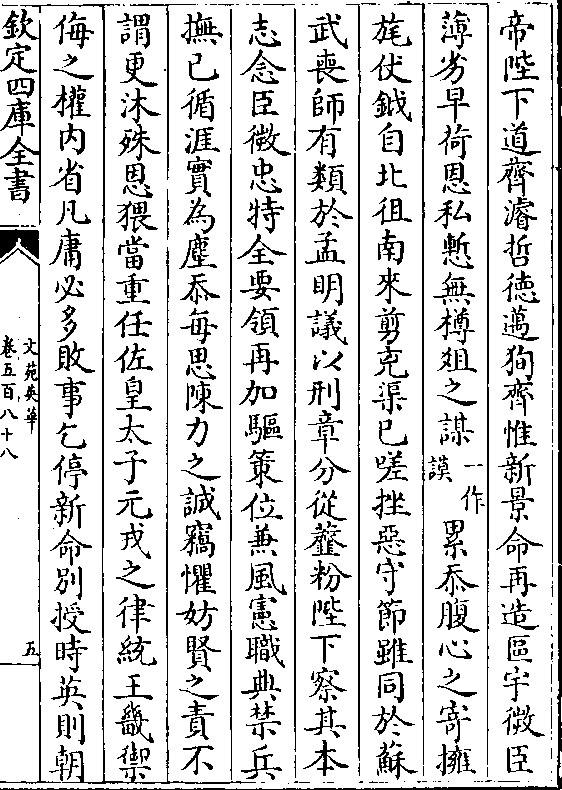 帝陛下道齊濬哲徳邁狥齊惟新景命再造區宇微臣
薄劣早荷恩私慙無樽俎之謀一作謨累忝腹心之寄擁
旄仗鉞自北徂南來剪克渠已嗟挫惡守節雖同於蘇
武喪師有類於孟明議以刑章分從虀粉陛下察其本
志念臣微忠特全要領再加驅策位兼風憲職典禁兵
撫已循涯實為塵忝毎思陳力之誠竊懼妨賢之責不
謂更沐殊恩猥當重任佐皇太子元戎之律統王畿禦
侮之權内省凡庸必多敗事乞停新命别授時英則朝
欽定四庫全書
文苑英華
卷五百八十八
五